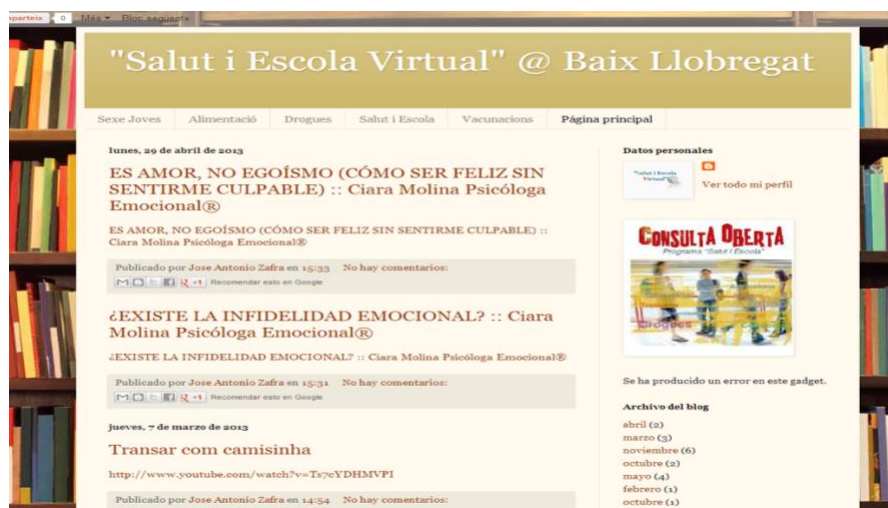 0 Més Bloc següent»
"Salut i Escola Virtual" @ Baix Llobregat
Sexe Joves Alimentació Drogues Salut i Escola Vacunacions Página principal
lunes, 29 de abril de 2013
ES AMOR, NO EGOÍSMO (CÓMO SER FELIZ SIN
SENTIRME CULPABLE) :: Ciara Molina Psicóloga
Emocional®
ES AMOR, NO EGOÍSMO (CÓMO SER FELIZ SIN SENTIRME CULPABLE) ::
Ciara Molina Psicóloga Emocional®
Publicado por Jose Antonio Zafra en 15:33 No hay comentarios:
+1 Recomendar esto en Google
¿EXISTE LA INFIDELIDAD EMOCIONAL? :: Ciara
Molina Psicóloga Emocional®
¿EXISTE LA INFIDELIDAD EMOCIONAL? :: Ciara Molina Psicóloga Emocional®
Publicado por Jose Antonio Zafra en 15:31 No hay comentarios:
+1 Recomendar esto en Google
jueves, 7 de marzo de 2013
Transar com camisinha
http://www.youtube.com/watch?v=Ts7cYDHMVPI
Publicado por Jose Antonio Zafra en 14:54 No hay comentarios:
Datos personales
"Salut i Escola
Virtual"
Ver todo mi perfil
CONSULTA OBERTA
Programa "Salut i Escola"
Drogues
Se ha producido un error en este gadget.
Archivo del blog
abril (2)
marzo (3)
noviembre (6)
octubre (2)
mayo (4)
febrero (1)
octubre (1)